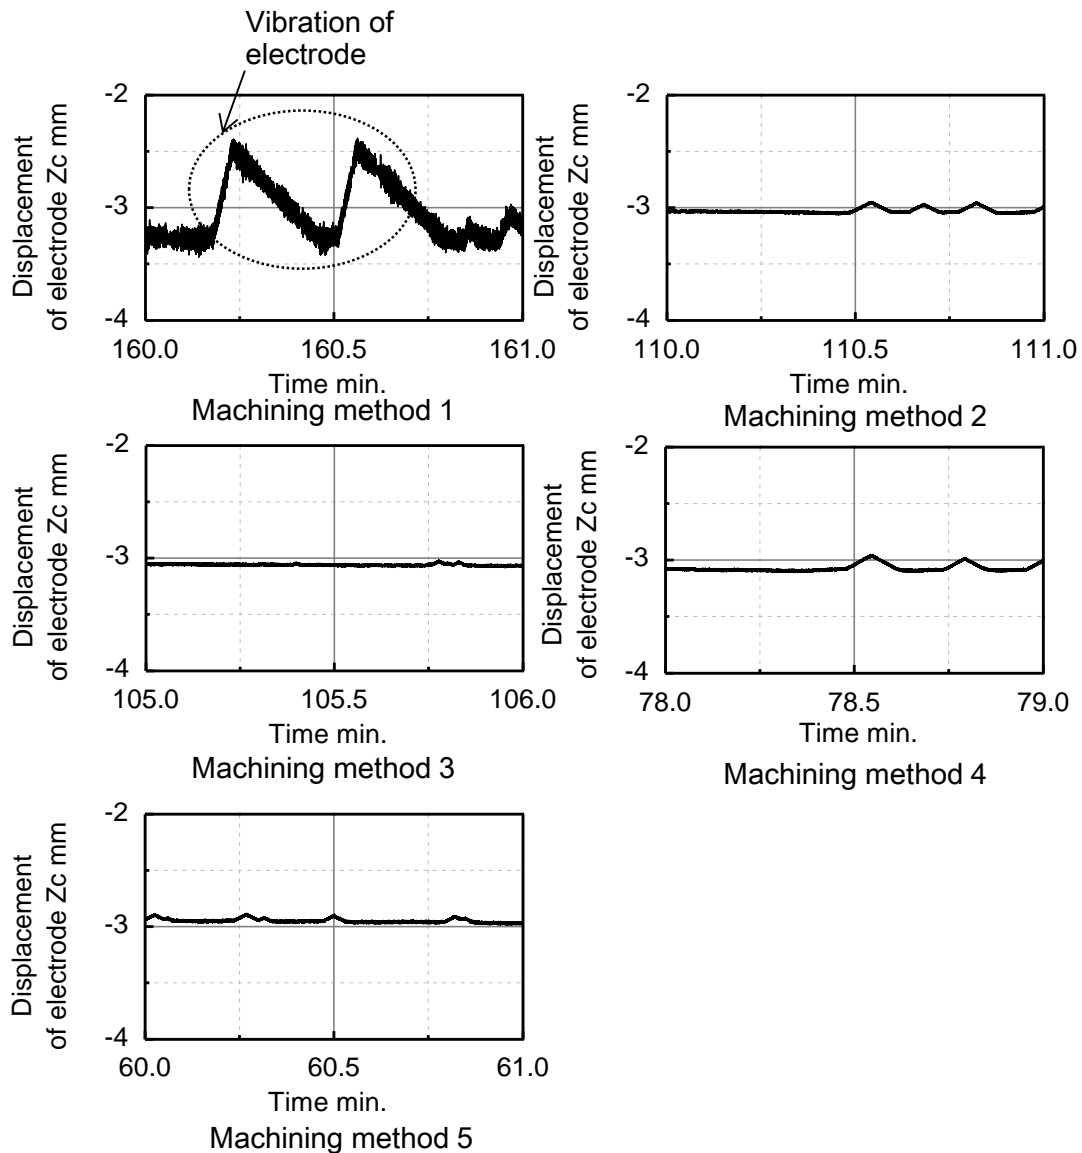 Vibration of
electrode
Displacement
of electrode Zc mm
-2
-3
-4
160.0 160.5 161.0
Time min.
Machining method 1
Displacement
of electrode Zc mm
-2
-3
-4
110.0 110.5 111.0
Time min.
Machining method 2
Displacement
of electrode Zc mm
-2
-3
-4
105.0 105.5 106.0
Time min.
Machining method 3
Displacement
of electrode Zc mm
-2
-3
-4
78.0 78.5 79.0
Time min.
Machining method 4
Displacement
of electrode Zc mm
-2
-3
-4
60.0 60.5 61.0
Time min.
Machining method 5